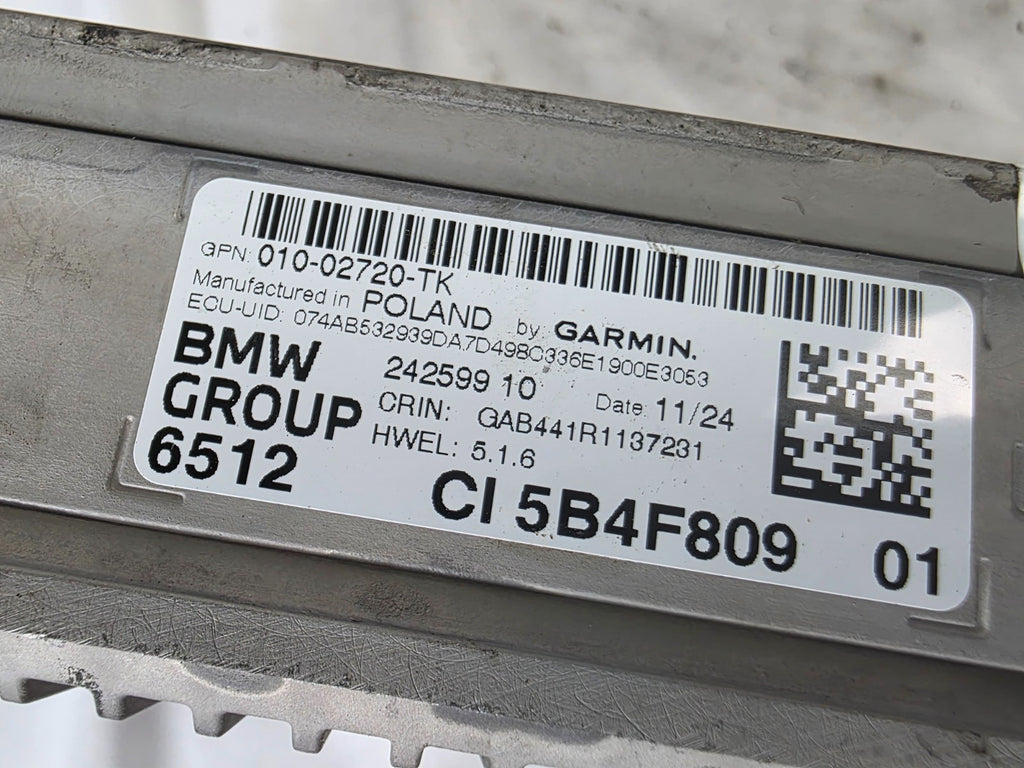 GPN: 010-02720-TK
Manufactured in POLAND by GARMIN.
ECU-UID: 074AB532939DA7D498C336E1900E3053
BMW
GROUP
6512
242599 10 Date: 11/24
CRIN: GAB441R1137231
HWEL: 5.1.6
CI 5B4F809 01